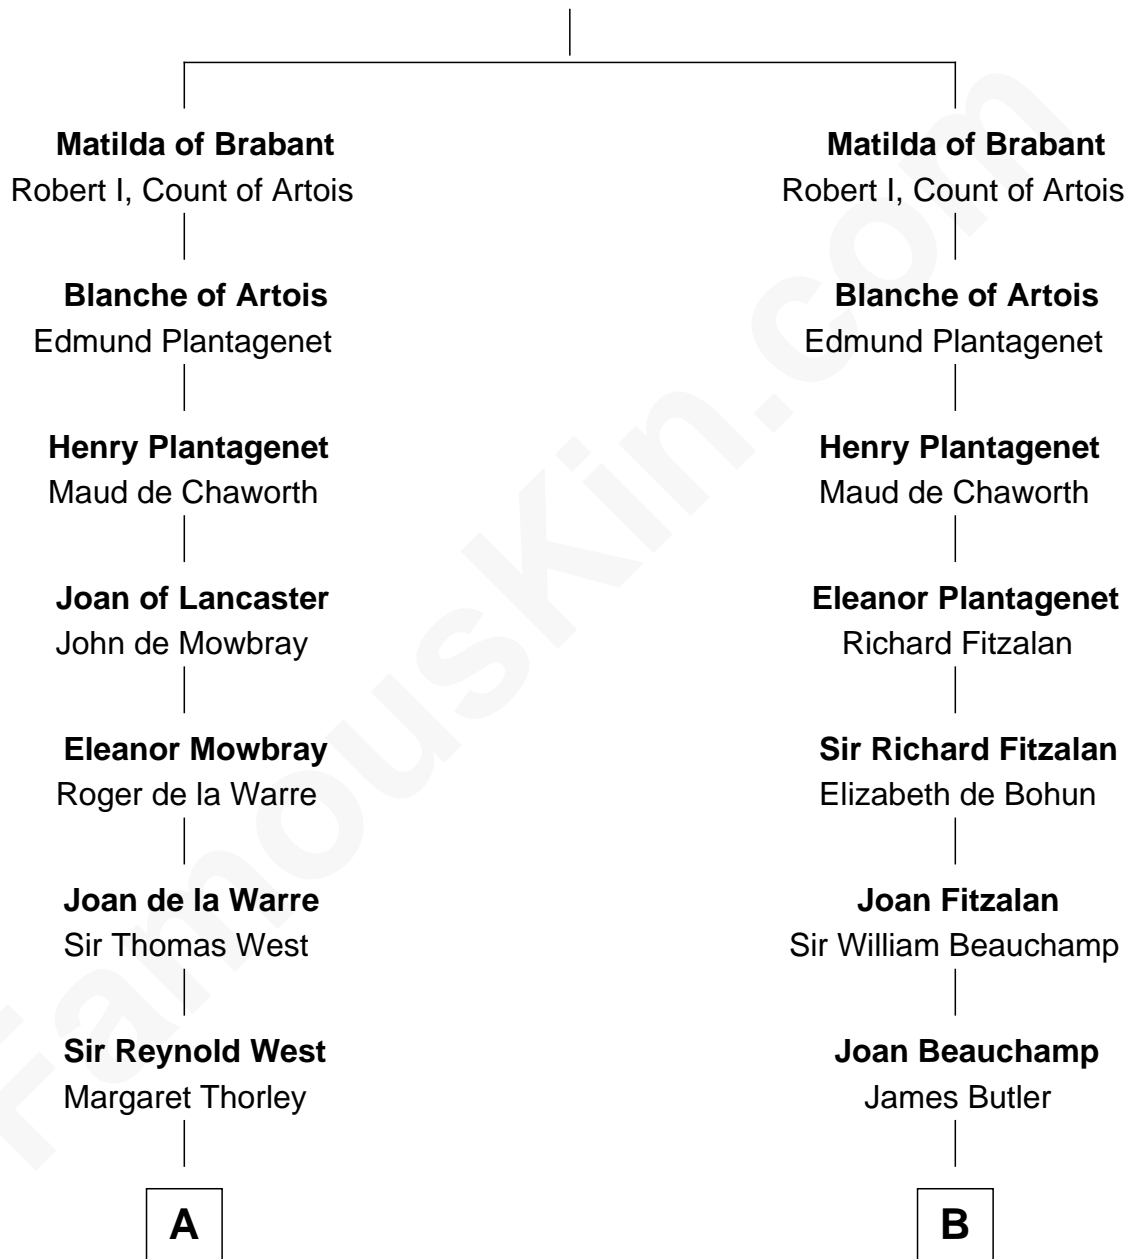 Matilda of Brabant
Robert I, Count of Artois
Blanche of Artois
Edmund Plantagenet
Henry Plantagenet
Maud de Chaworth
Joan of Lancaster
John de Mowbray
Eleanor Mowbray
Roger de la Warre
Joan de la Warre
Sir Thomas West
Sir Reynold West
Margaret Thorley
A
Matilda of Brabant
Robert I, Count of Artois
Blanche of Artois
Edmund Plantagenet
Henry Plantagenet
Maud de Chaworth
Eleanor Plantagenet
Richard Fitzalan
Sir Richard Fitzalan
Elizabeth de Bohun
Joan Fitzalan
Sir William Beauchamp
Joan Beauchamp
James Butler
B
FamousKin.com